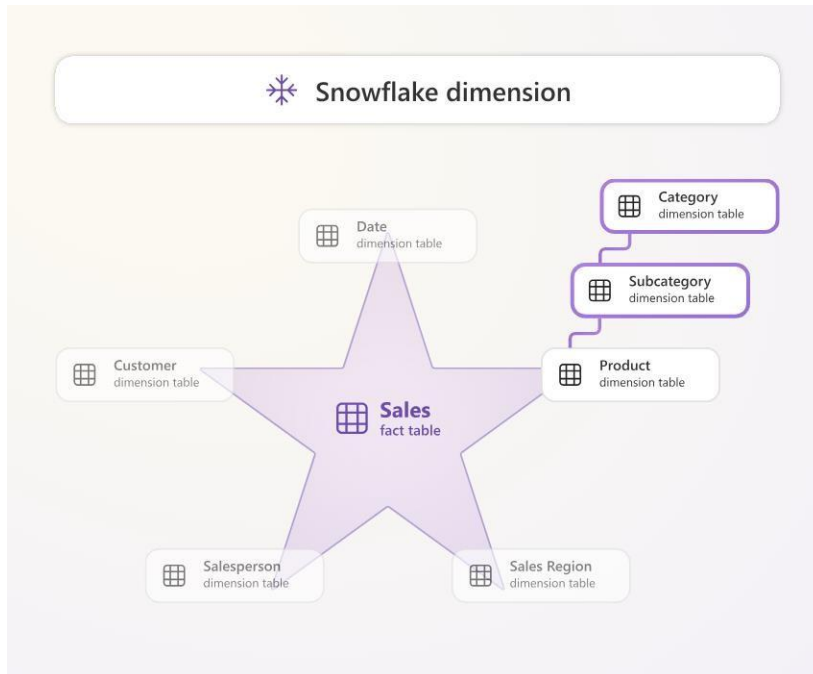 Snowflake dimension
Category
dimension table
Date
dimension table
Subcategory
dimension table
Customer
dimension table
Product
dimension table
Sales
fact table
Salesperson
dimension table
Sales Region
dimension table